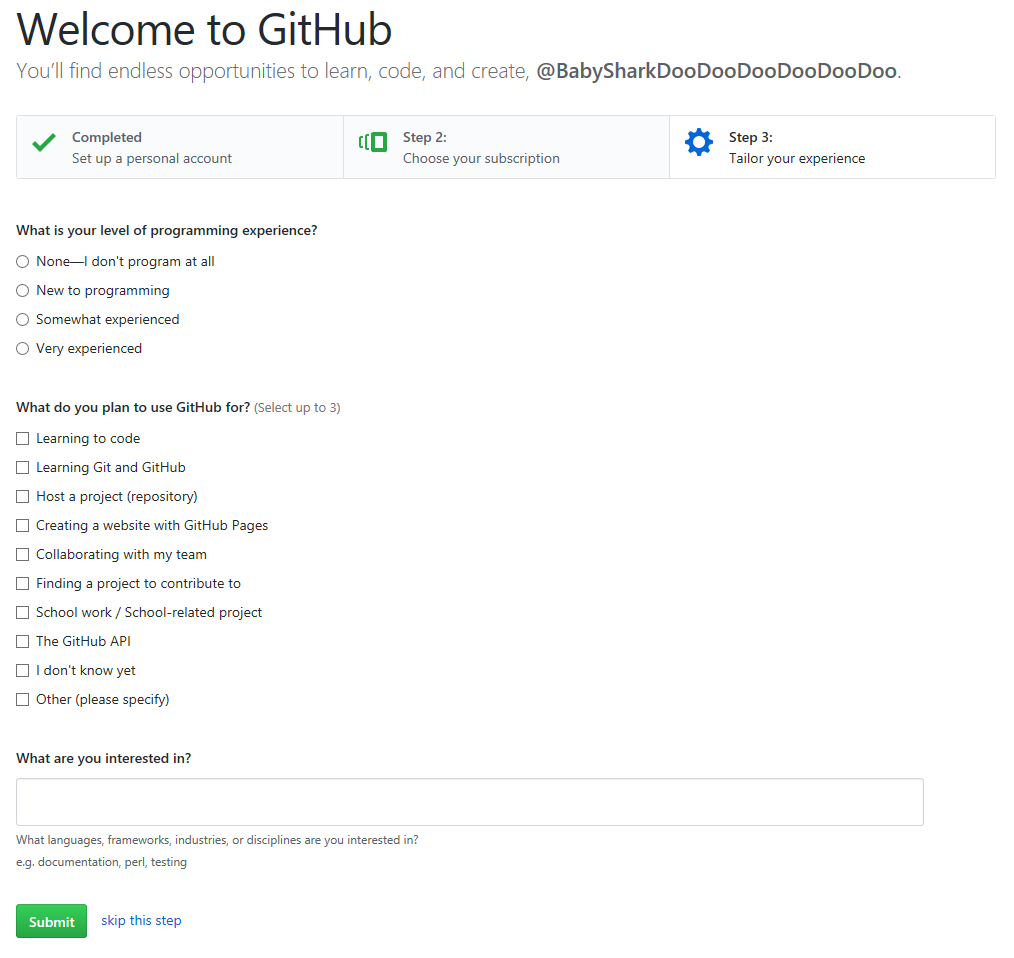 Welcome to GitHub
You’ll find endless opportunities to learn, code, and create, @BabySharkDooDooDooDooDooDoo.
Completed
Set up a personal account
Step 2:
Choose your subscription
Step 3:
Tailor your experience
What is your level of programming experience?
None—I don't program at all
New to programming
Somewhat experienced
Very experienced
What do you plan to use GitHub for? (Select up to 3)
Learning to code
Learning Git and GitHub
Host a project (repository)
Creating a website with GitHub Pages
Collaborating with my team
Finding a project to contribute to
School work / School-related project
The GitHub API
I don't know yet
Other (please specify)
What are you interested in?
What languages, frameworks, industries, or disciplines are you interested in?
e.g. documentation, perl, testing
Submit skip this step